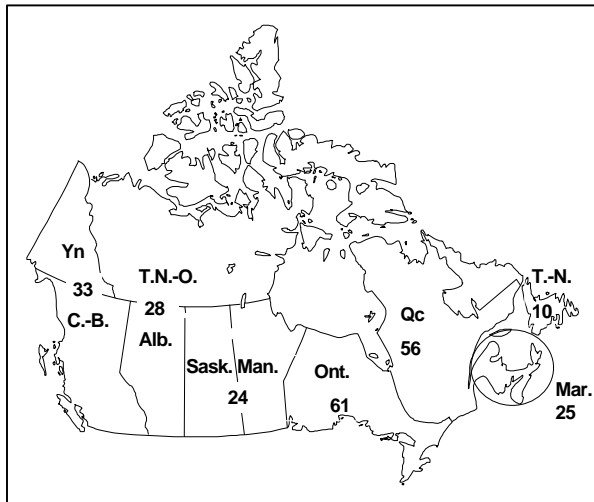 Yn
33
C.-B.
T.N.-O.
28
Alb.
Sask. Man.
24
Ont.
61
Qc
56
T.-N.
10
Mar.
25